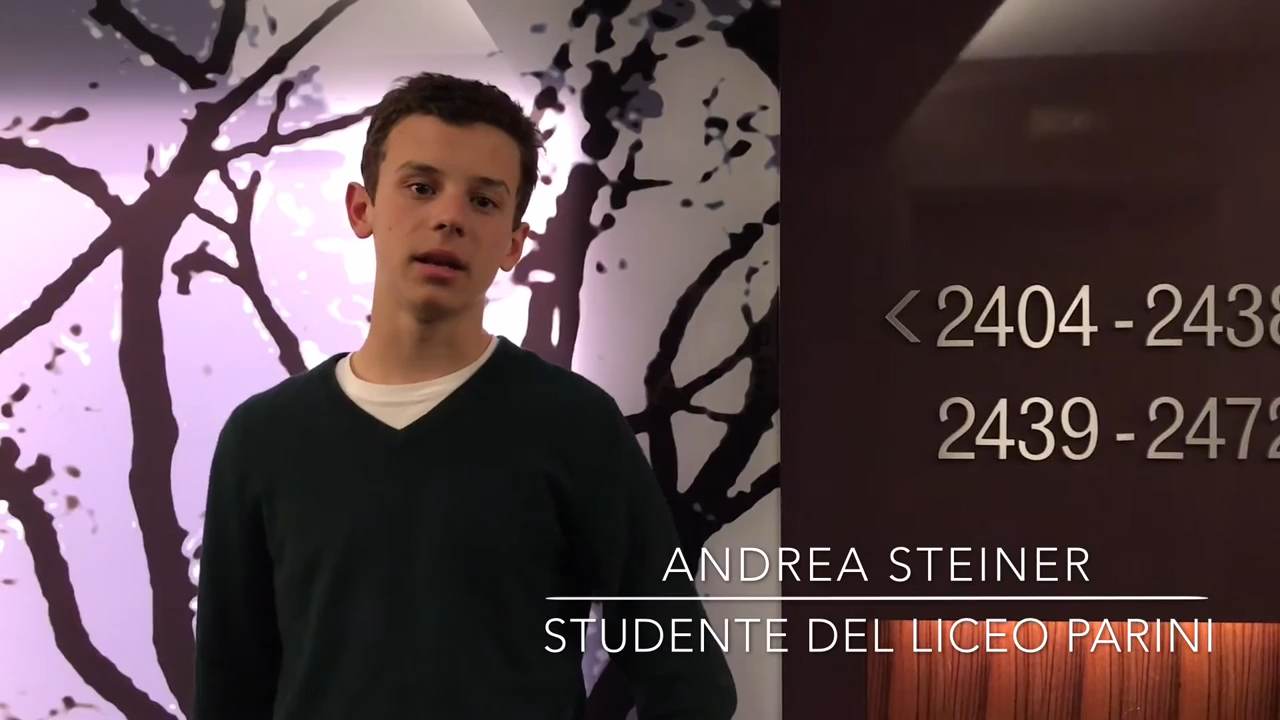 < 2404 - 2438
2439 - 2472
ANDREA STEINER
STUDENTE DEL LICEO PARINI